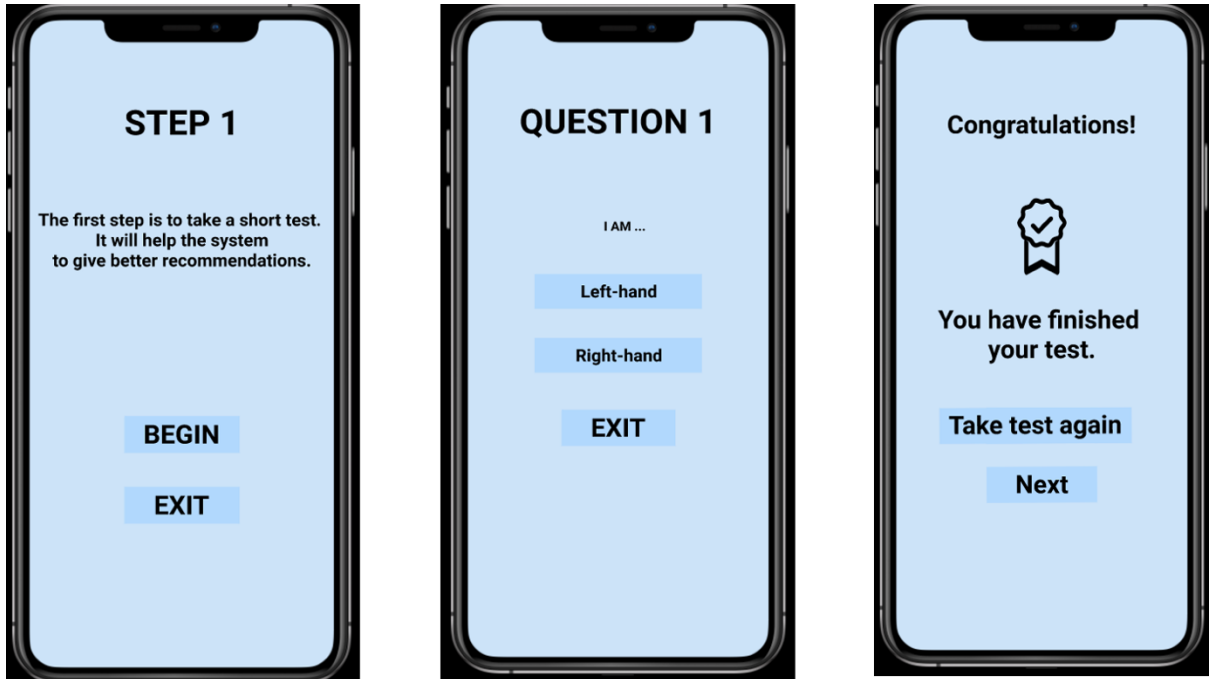 STEP 1
The first step is to take a short test.
It will help the system
to give better recommendations.
BEGIN
EXIT
QUESTION 1
I AM ...
Left-hand
Right-hand
EXIT
Congratulations!
You have finished
your test.
Take test again
Next